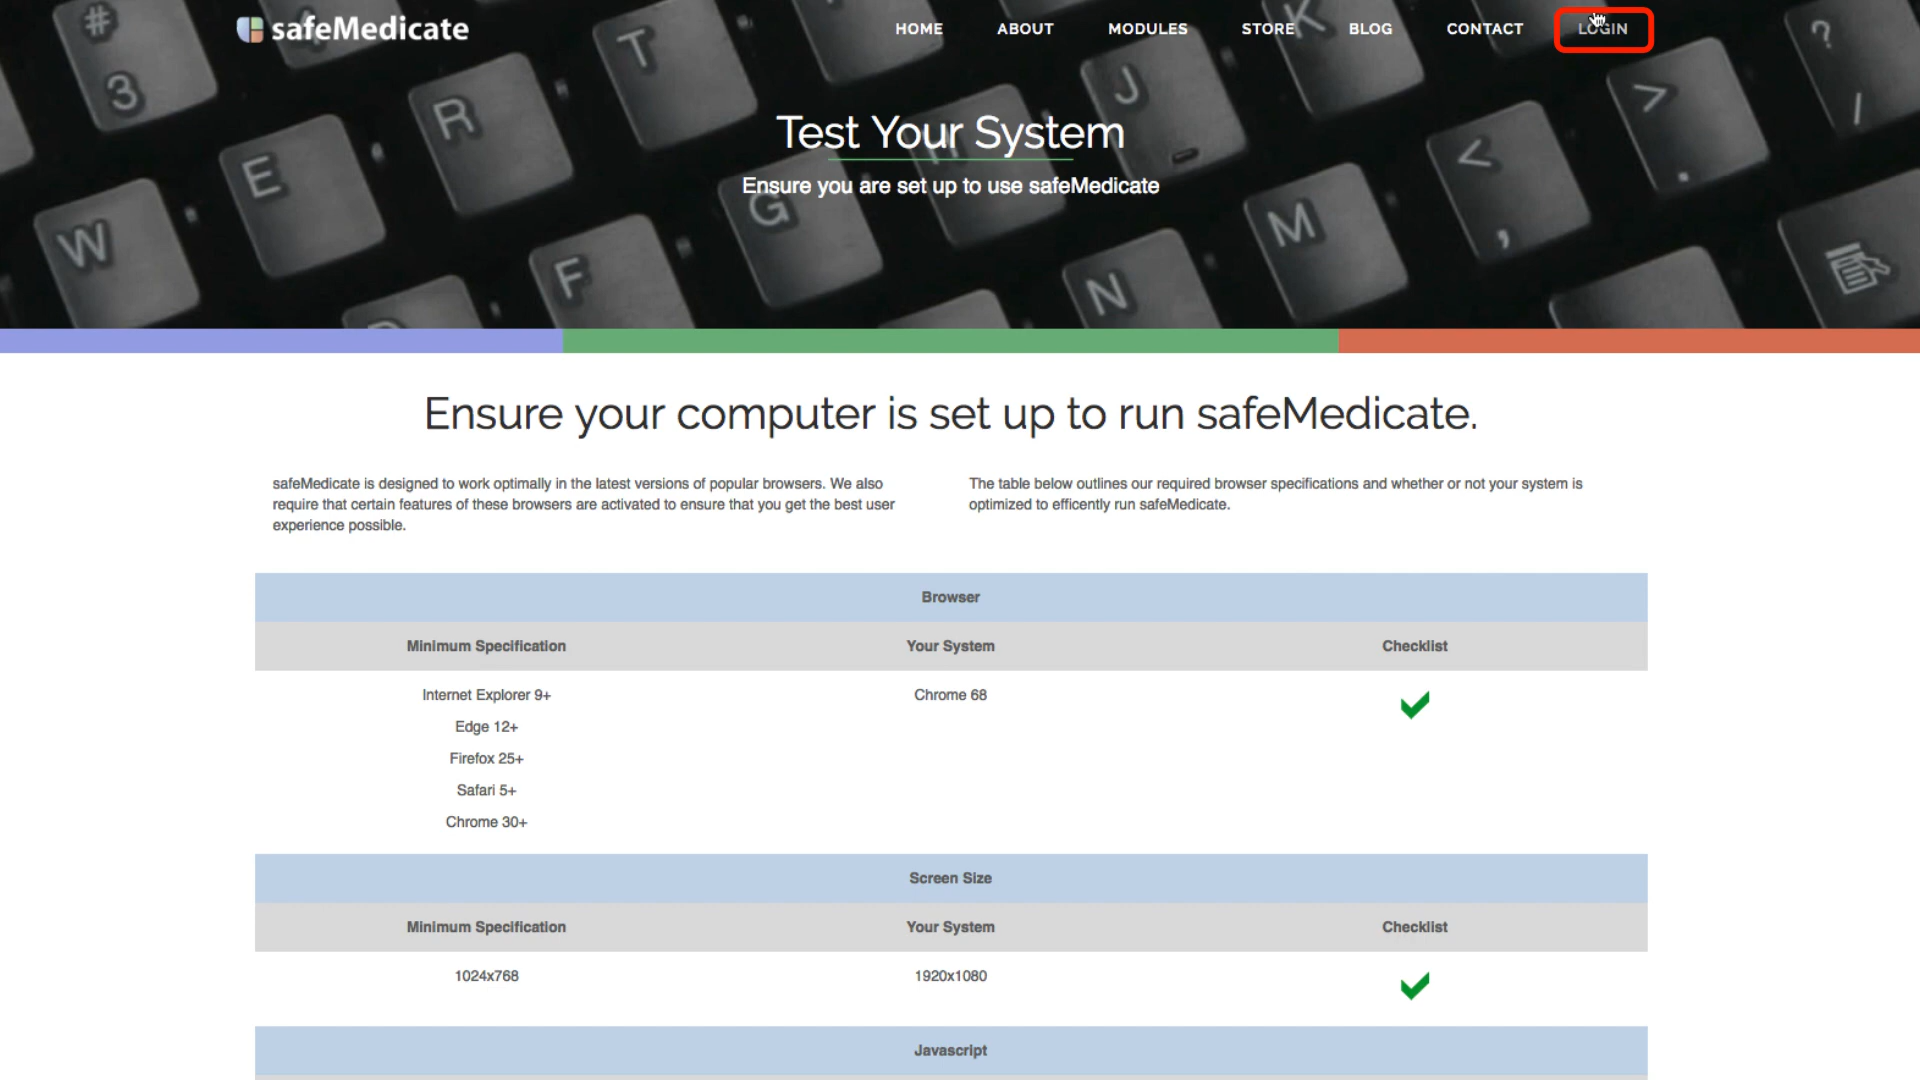 safeMedicate
HOME ABOUT MODULES STORE BLOG CONTACT LOGIN
# 3 E R T J K > . ? /
W F G N M < ,
Test Your System
Ensure you are set up to use safeMedicate
Ensure your computer is set up to run safeMedicate.
safeMedicate is designed to work optimally in the latest versions of popular browsers. We also
require that certain features of these browsers are activated to ensure that you get the best user
experience possible.
The table below outlines our required browser specifications and whether or not your system is
optimized to efficently run safeMedicate.
Browser
Minimum Specification Your System Checklist
Internet Explorer 9+ Chrome 68
Edge 12+
Firefox 25+
Safari 5+
Chrome 30+
Screen Size
Minimum Specification Your System Checklist
1024x768 1920x1080
Javascript